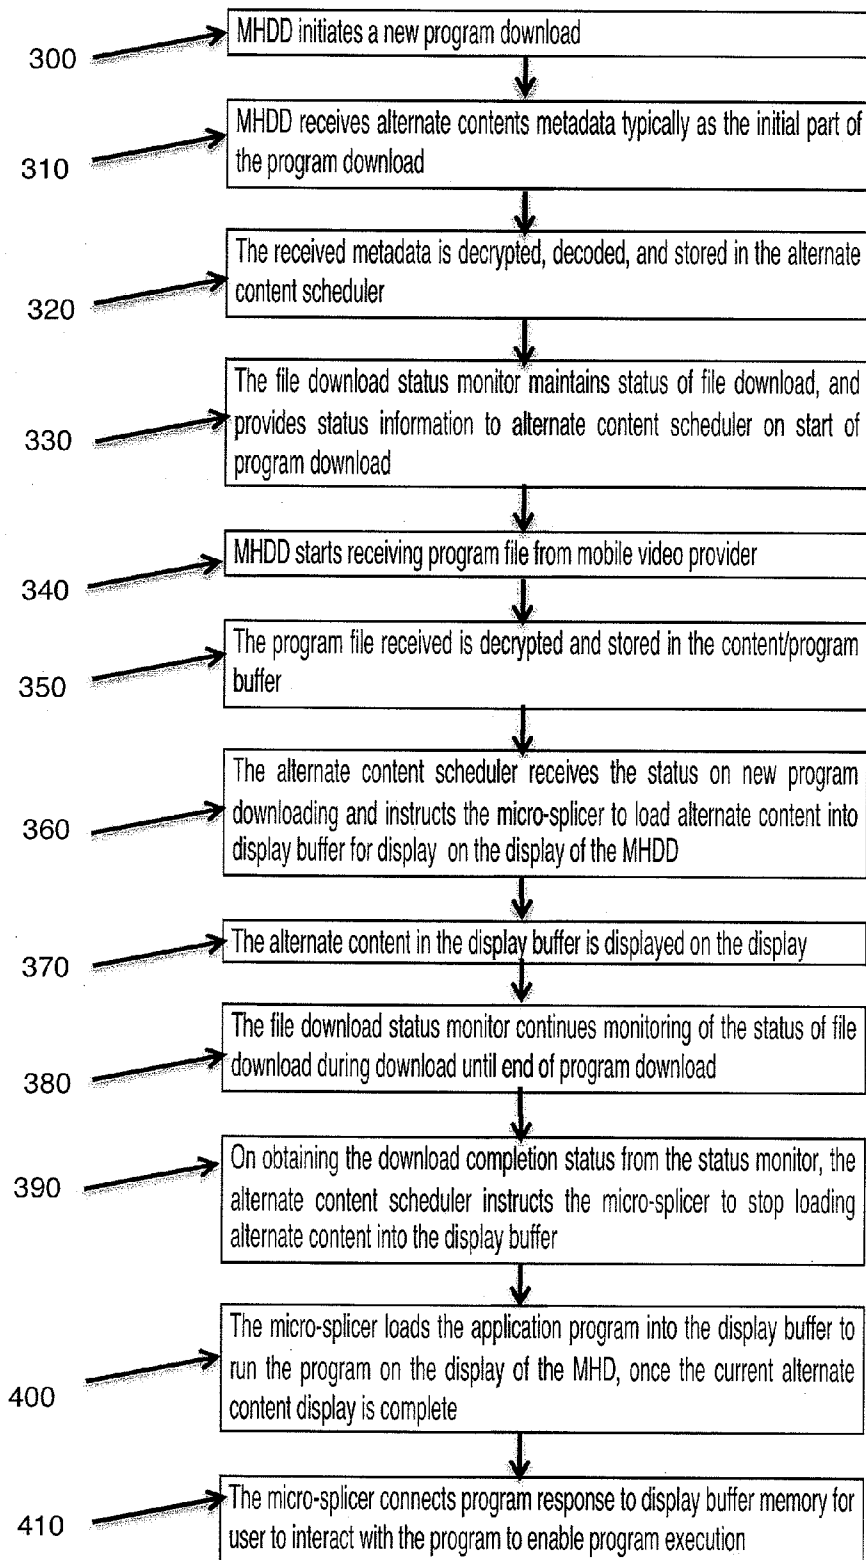 MHDD initiates a new program download
300
MHDD receives alternate contents metadata typically as the initial part of
the program download
310
The received metadata is decrypted, decoded, and stored in the alternate
content scheduler
320
The file download status monitor maintains status of file download, and
provides status information to alternate content scheduler on start of
program download
330
MHDD starts receiving program file from mobile video provider
340
The program file received is decrypted and stored in the content/program
buffer
350
The alternate content scheduler receives the status on new program
downloading and instructs the micro-splicer to load alternate content into
display buffer for display on the display of the MHDD
360
The alternate content in the display buffer is displayed on the display
370
The file download status monitor continues monitoring of the status of file
download during download until end of program download
380
On obtaining the download completion status from the status monitor, the
alternate content scheduler instructs the micro-splicer to stop loading
alternate content into the display buffer
390
The micro-splicer loads the application program into the display buffer to
run the program on the display of the MHD, once the current alternate
content display is complete
400
The micro-splicer connects program response to display buffer memory for
user to interact with the program to enable program execution
410